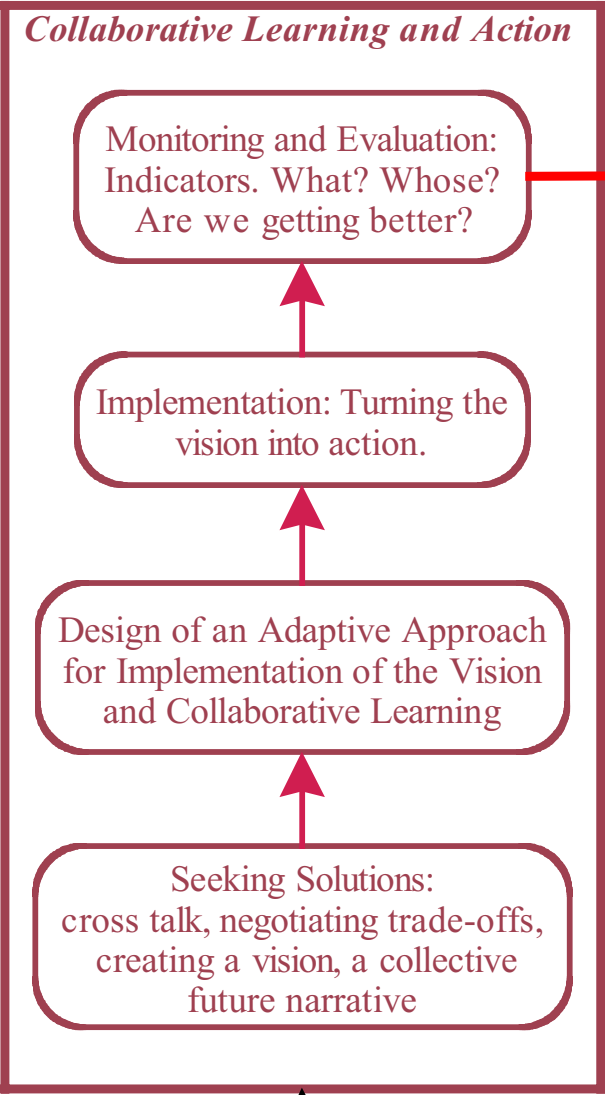 Collaborative Learning and Action
Monitoring and Evaluation:
Indicators. What? Whose?
Are we getting better?
Implementation: Turning the
vision into action.
Design of an Adaptive Approach
for Implementation of the Vision
and Collaborative Learning
Seeking Solutions:
cross talk, negotiating trade-offs,
creating a vision, a collective
future narrative